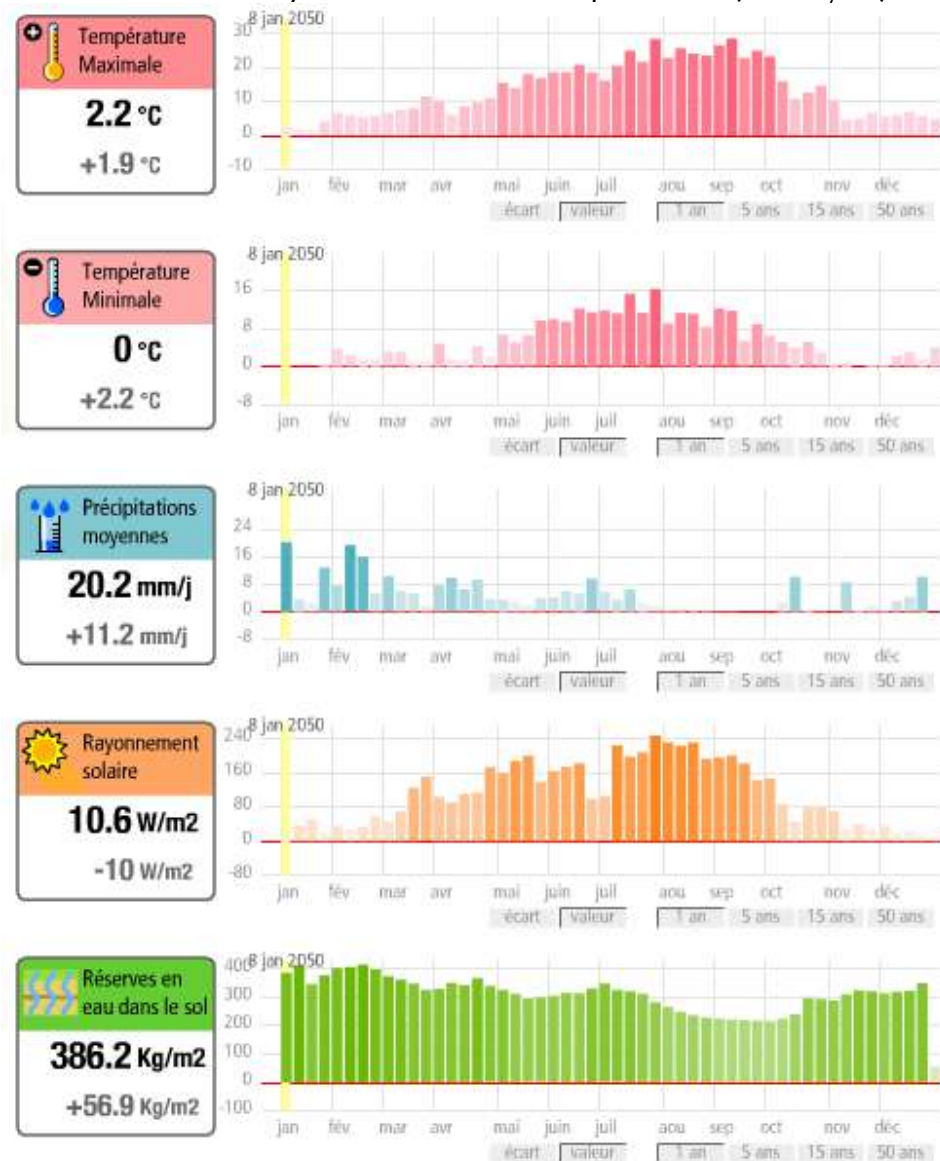 Température
Maximale
2.2 °C
+1.9 °C
8 jan 2050
30
20
10
0
-10
jan fév mar avr mai juin juil aou sep oct nov déc
écart valeur 1 an 5 ans 15 ans 50 ans
Température
Minimale
0 °C
+2.2 °C
8 jan 2050
16
8
0
-8
jan fév mar avr mai juin juil aou sep oct nov déc
écart valeur 1 an 5 ans 15 ans 50 ans
Précipitations
moyennes
20.2 mm/j
+11.2 mm/j
8 jan 2050
24
16
8
0
-8
jan fév mar avr mai juin juil aou sep oct nov déc
écart valeur 1 an 5 ans 15 ans 50 ans
Rayonnement
solaire
10.6 W/m2
-10 W/m2
8 jan 2050
240
160
80
0
-80
jan fév mar avr mai juin juil aou sep oct nov déc
écart valeur 1 an 5 ans 15 ans 50 ans
Réserves en
eau dans le sol
386.2 Kg/m2
+56.9 Kg/m2
8 jan 2050
400
300
200
100
0
-100
jan fév mar avr mai juin juil aou sep oct nov déc
écart valeur 1 an 5 ans 15 ans 50 ans